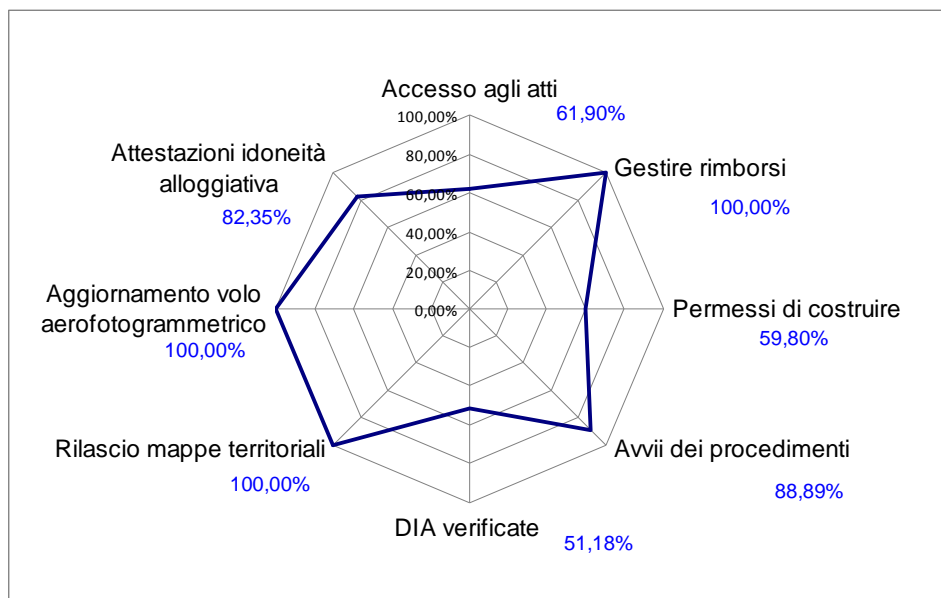 Accesso agli atti
61,90%
Gestire rimborsi
100,00%
Permessi di costruire
59,80%
Avvii dei procedimenti
88,89%
DIA verificate
51,18%
Rilascio mappe territoriali
100,00%
Aggiornamento volo
aerofotogrammetrico
100,00%
Attestazioni idoneità
alloggiativa
82,35%
100,00%
80,00%
60,00%
40,00%
20,00%
0,00%